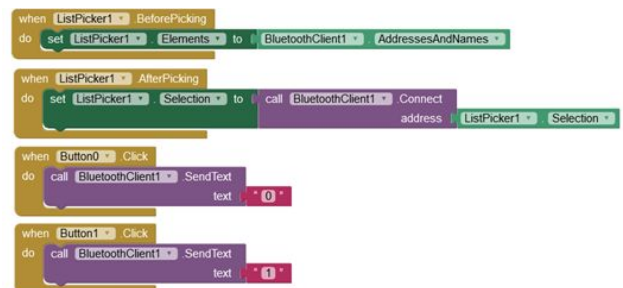 when ListPicker1 .BeforePicking
do set ListPicker1 . Elements to BluetoothClient1 . AddressesAndNames
when ListPicker1 .AfterPicking
do set ListPicker1 . Selection to call BluetoothClient1 .Connect
address ListPicker1 . Selection
when Button0 .Click
do call BluetoothClient1 .SendText
text " 0 "
when Button1 .Click
do call BluetoothClient1 .SendText
text " 1 "